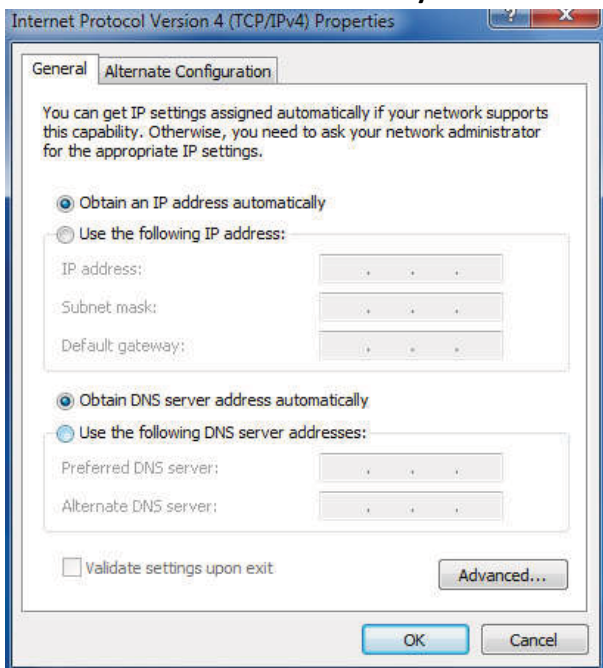 Internet Protocol Version 4 (TCP/IPv4) Properties
General
Alternate Configuration
You can get IP settings assigned automatically if your network supports
this capability. Otherwise, you need to ask your network administrator
for the appropriate IP settings.
Obtain an IP address automatically
Use the following IP address:
IP address:
Subnet mask:
Default gateway:
Obtain DNS server address automatically
Use the following DNS server addresses:
Preferred DNS server:
Alternate DNS server:
Validate settings upon exit
Advanced...
OK
Cancel